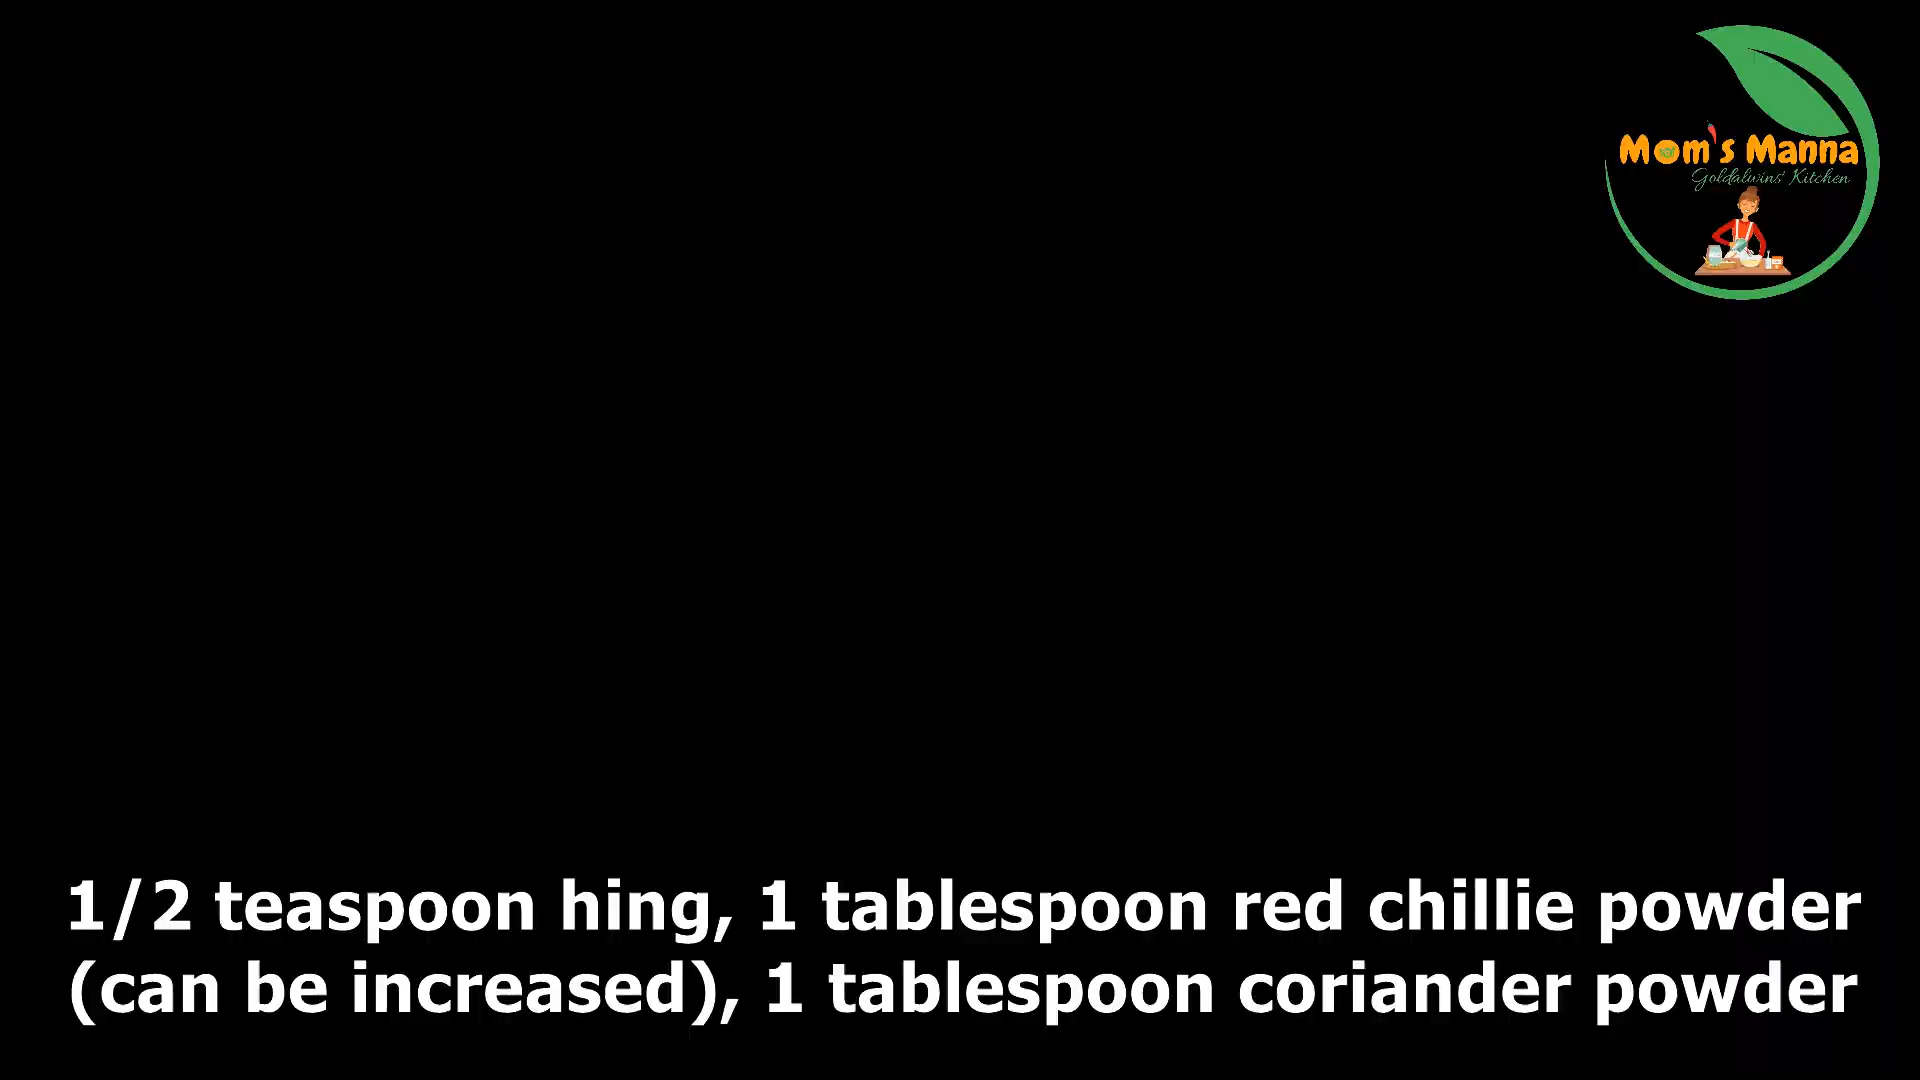 Mom's Manna
Goldalwins' Kitchen
1/2 teaspoon hing, 1 tablespoon red chillie powder
(can be increased), 1 tablespoon coriander powder